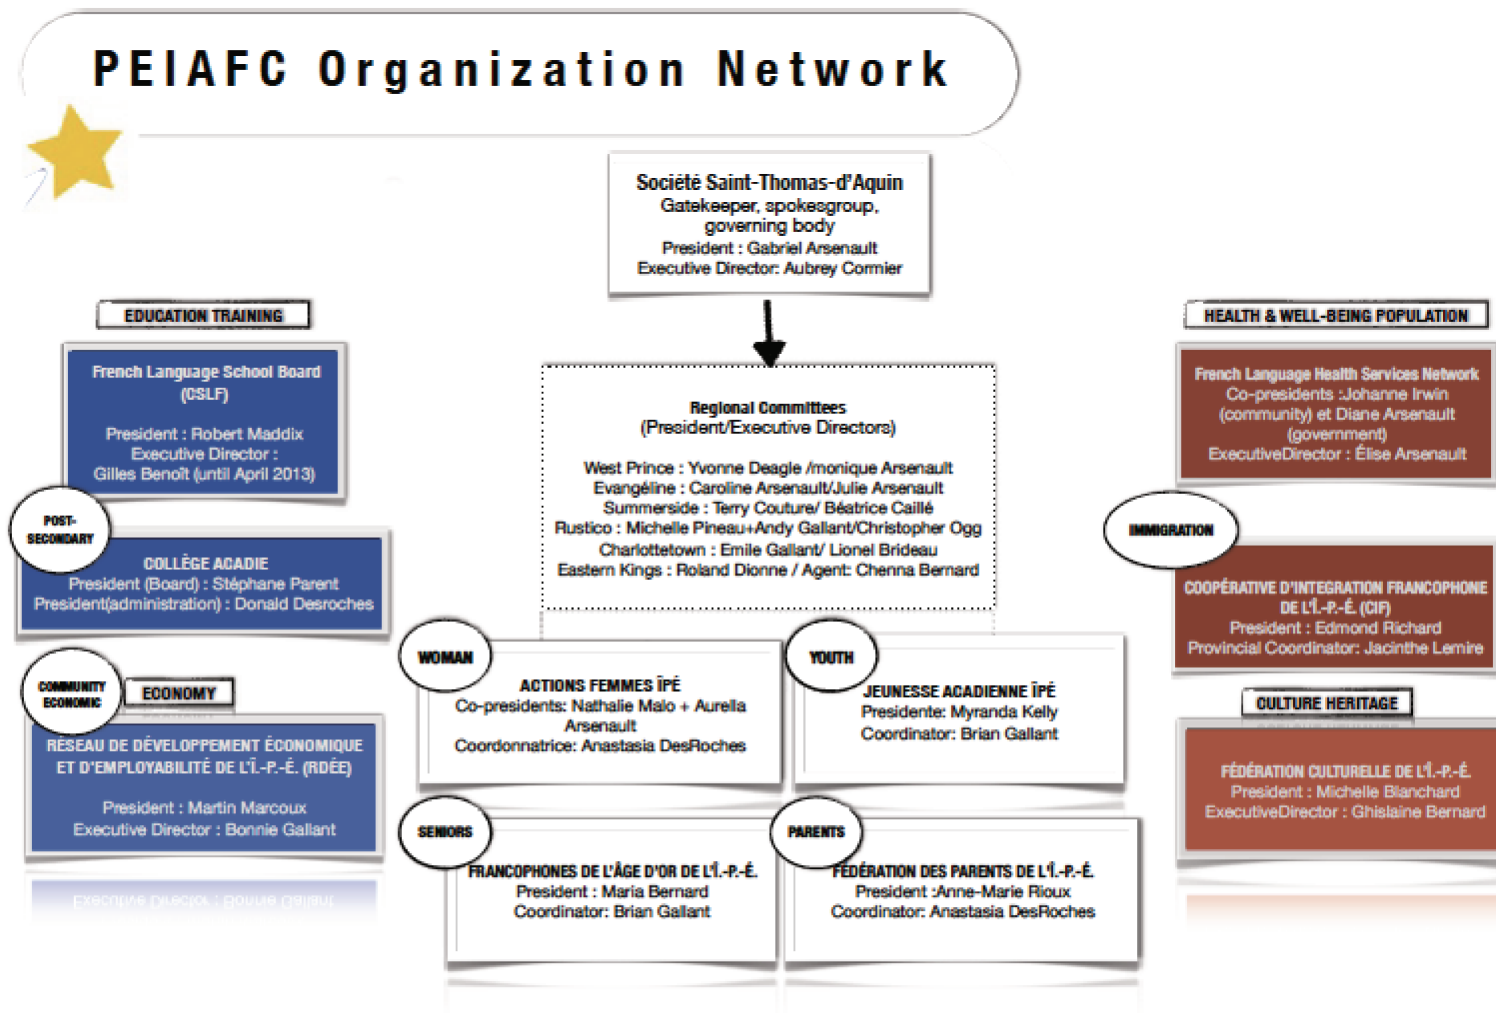 PEIAFC Organization Network
Société Saint-Thomas-d'Aquin
Gatekeeper, spokesgroup,
governing body
President : Gabriel Arsenault
Executive Director: Aubrey Cormier
EDUCATION TRAINING
French Language School Board
(CSLF)
President : Robert Maddix
Executive Director :
Gilles Benoît (until April 2013)
POST-
SECONDARY
COLLÈGE ACADIE
President (Board) : Stéphane Parent
President(administration) : Donald Desroches
COMMUNITY
ECONOMIC
ECONOMY
RÉSEAU DE DÉVELOPPEMENT ÉCONOMIQUE
ET D'EMPLOYABILITÉ DE L'Î.-P.-É. (RDÉE)
President : Martin Marcoux
Executive Director : Bonnie Gallant
Regional Committees
(President/Executive Directors)
West Prince : Yvonne Deagle /monique Arsenault
Evangéline : Caroline Arsenault/Julie Arsenault
Summerside : Terry Couture/ Béatrice Caillé
Rustico : Michelle Pineau+Andy Gallant/Christopher Ogg
Charlottetown : Emile Gallant/ Lionel Brideau
Eastern Kings : Roland Dionne / Agent: Chenna Bernard
WOMAN
ACTIONS FEMMES ÎPÉ
Co-presidents: Nathalie Malo + Aurella
Arsenault
Coordonnatrice: Anastasia DesRoches
YOUTH
JEUNESSE ACADIENNE ÎPÉ
Presidente: Myranda Kelly
Coordinator: Brian Gallant
SENIORS
FRANCOPHONES DE L'ÂGE D'OR DE L'Î.-P.-É.
President : Maria Bernard
Coordinator: Brian Gallant
PARENTS
FÉDÉRATION DES PARENTS DE L'Î.-P.-É.
President :Anne-Marie Rioux
Coordinator: Anastasia DesRoches
HEALTH & WELL-BEING POPULATION
French Language Health Services Network
Co-presidents :Johanne Irwin
(community) et Diane Arsenault
(government)
ExecutiveDirector : Élise Arsenault
IMMIGRATION
COOPÉRATIVE D'INTEGRATION FRANCOPHONE
DE L'Î.-P.-É. (CIF)
President : Edmond Richard
Provincial Coordinator: Jacinthe Lemire
CULTURE HERITAGE
FÉDÉRATION CULTURELLE DE L'Î.-P.-É.
President : Michelle Blanchard
ExecutiveDirector : Ghislaine Bernard